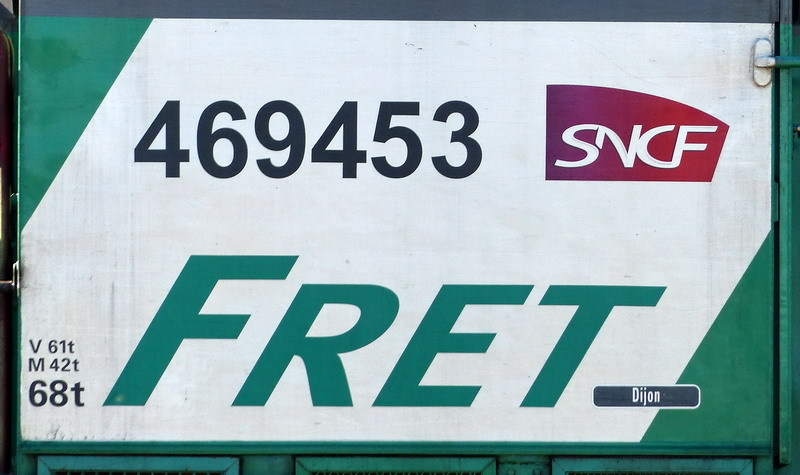 469453
SNCF
FRET
V 61t
M 42t
68t
Dijon